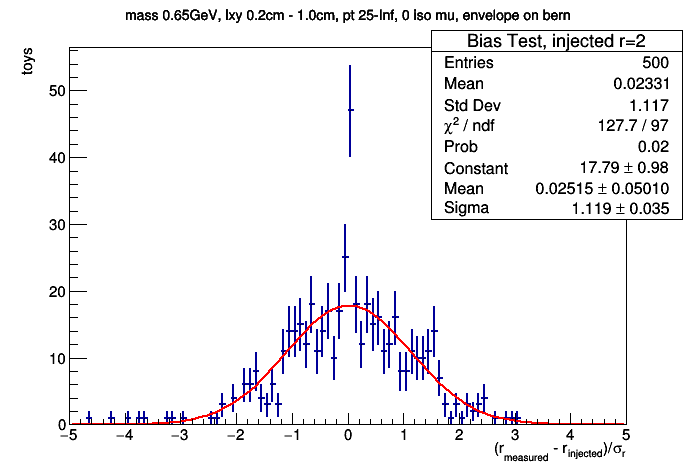 mass 0.65GeV, lxy 0.2cm - 1.0cm, pt 25-Inf, 0 Iso mu, envelope on bern
Bias Test, injected r=2
Entries 500
Mean 0.02331
Std Dev 1.117
χ² / ndf 127.7 / 97
Prob 0.02
Constant 17.79 ± 0.98
Mean 0.02515 ± 0.05010
Sigma 1.119 ± 0.035
toys
50
40
30
20
10
0
−5 −4 −3 −2 −1 0 1 2 3 4 5
(r_measured - r_injected)/σ_r